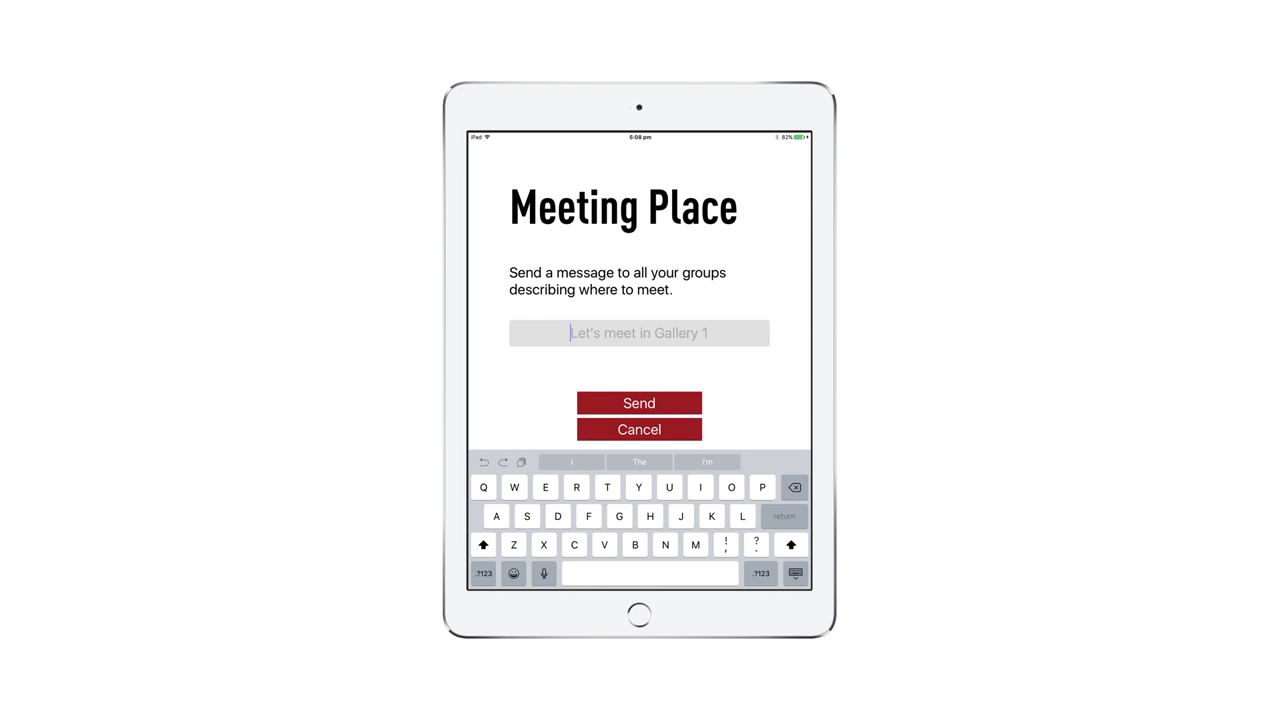 iPad 5:08 pm 82%
Meeting Place
Send a message to all your groups
describing where to meet.
Let's meet in Gallery 1
Send
Cancel
I The I'm
Q W E R T Y U I O P
A S D F G H J K L return
Z X C V B N M ! , ? .
.?123 .?123